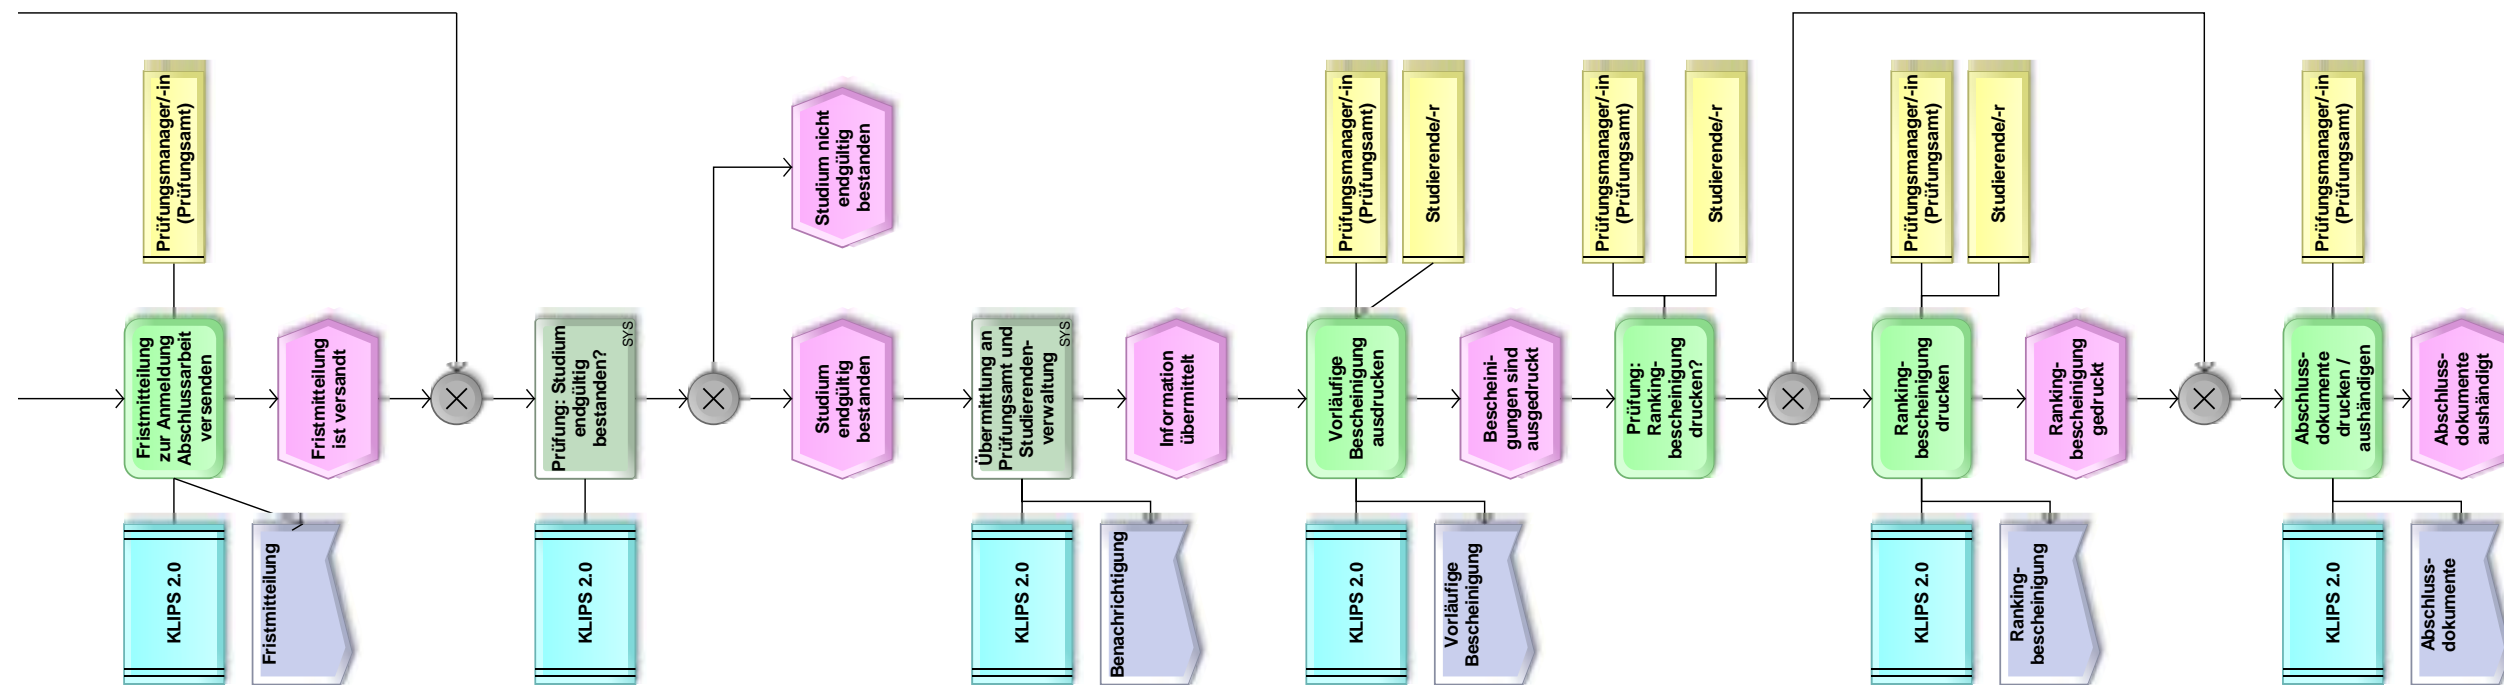 Prüfungsmanager/-in
(Prüfungsamt)
Fristmitteilung
zur Anmeldung
Abschlussarbeit
versenden
KLIPS 2.0
Fristmitteilung
Fristmitteilung
ist versandt
Prüfung: Studium
endgültig
bestanden?
SYS
KLIPS 2.0
Studium nicht
endgültig
bestanden
Studium
endgültig
bestanden
Übermittlung an
Prüfungsamt und
Studierenden-
verwaltung
SYS
KLIPS 2.0
Benachrichtigung
Information
übermittelt
Prüfungsmanager/-in
(Prüfungsamt)
Studierende/-r
Vorläufige
Bescheinigung
ausdrucken
KLIPS 2.0
Vorläufige
Bescheinigung
Bescheini-
gungen sind
ausgedruckt
Prüfungsmanager/-in
(Prüfungsamt)
Studierende/-r
Prüfung:
Ranking-
bescheinigung
drucken?
Prüfungsmanager/-in
(Prüfungsamt)
Studierende/-r
Ranking-
bescheinigung
drucken
KLIPS 2.0
Ranking-
bescheinigung
Ranking-
bescheinigung
gedruckt
Prüfungsmanager/-in
(Prüfungsamt)
Abschluss-
dokumente
drucken /
aushändigen
KLIPS 2.0
Abschluss-
dokumente
Abschluss-
dokumente
aushändigt